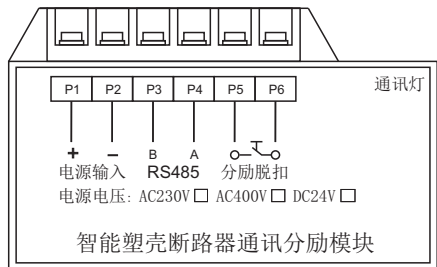 P1 P2 P3 P4 P5 P6 通讯灯
+ − B A
电源输入 RS485 分励脱扣
电源电压: AC230V □ AC400V □ DC24V □
智能塑壳断路器通讯分励模块